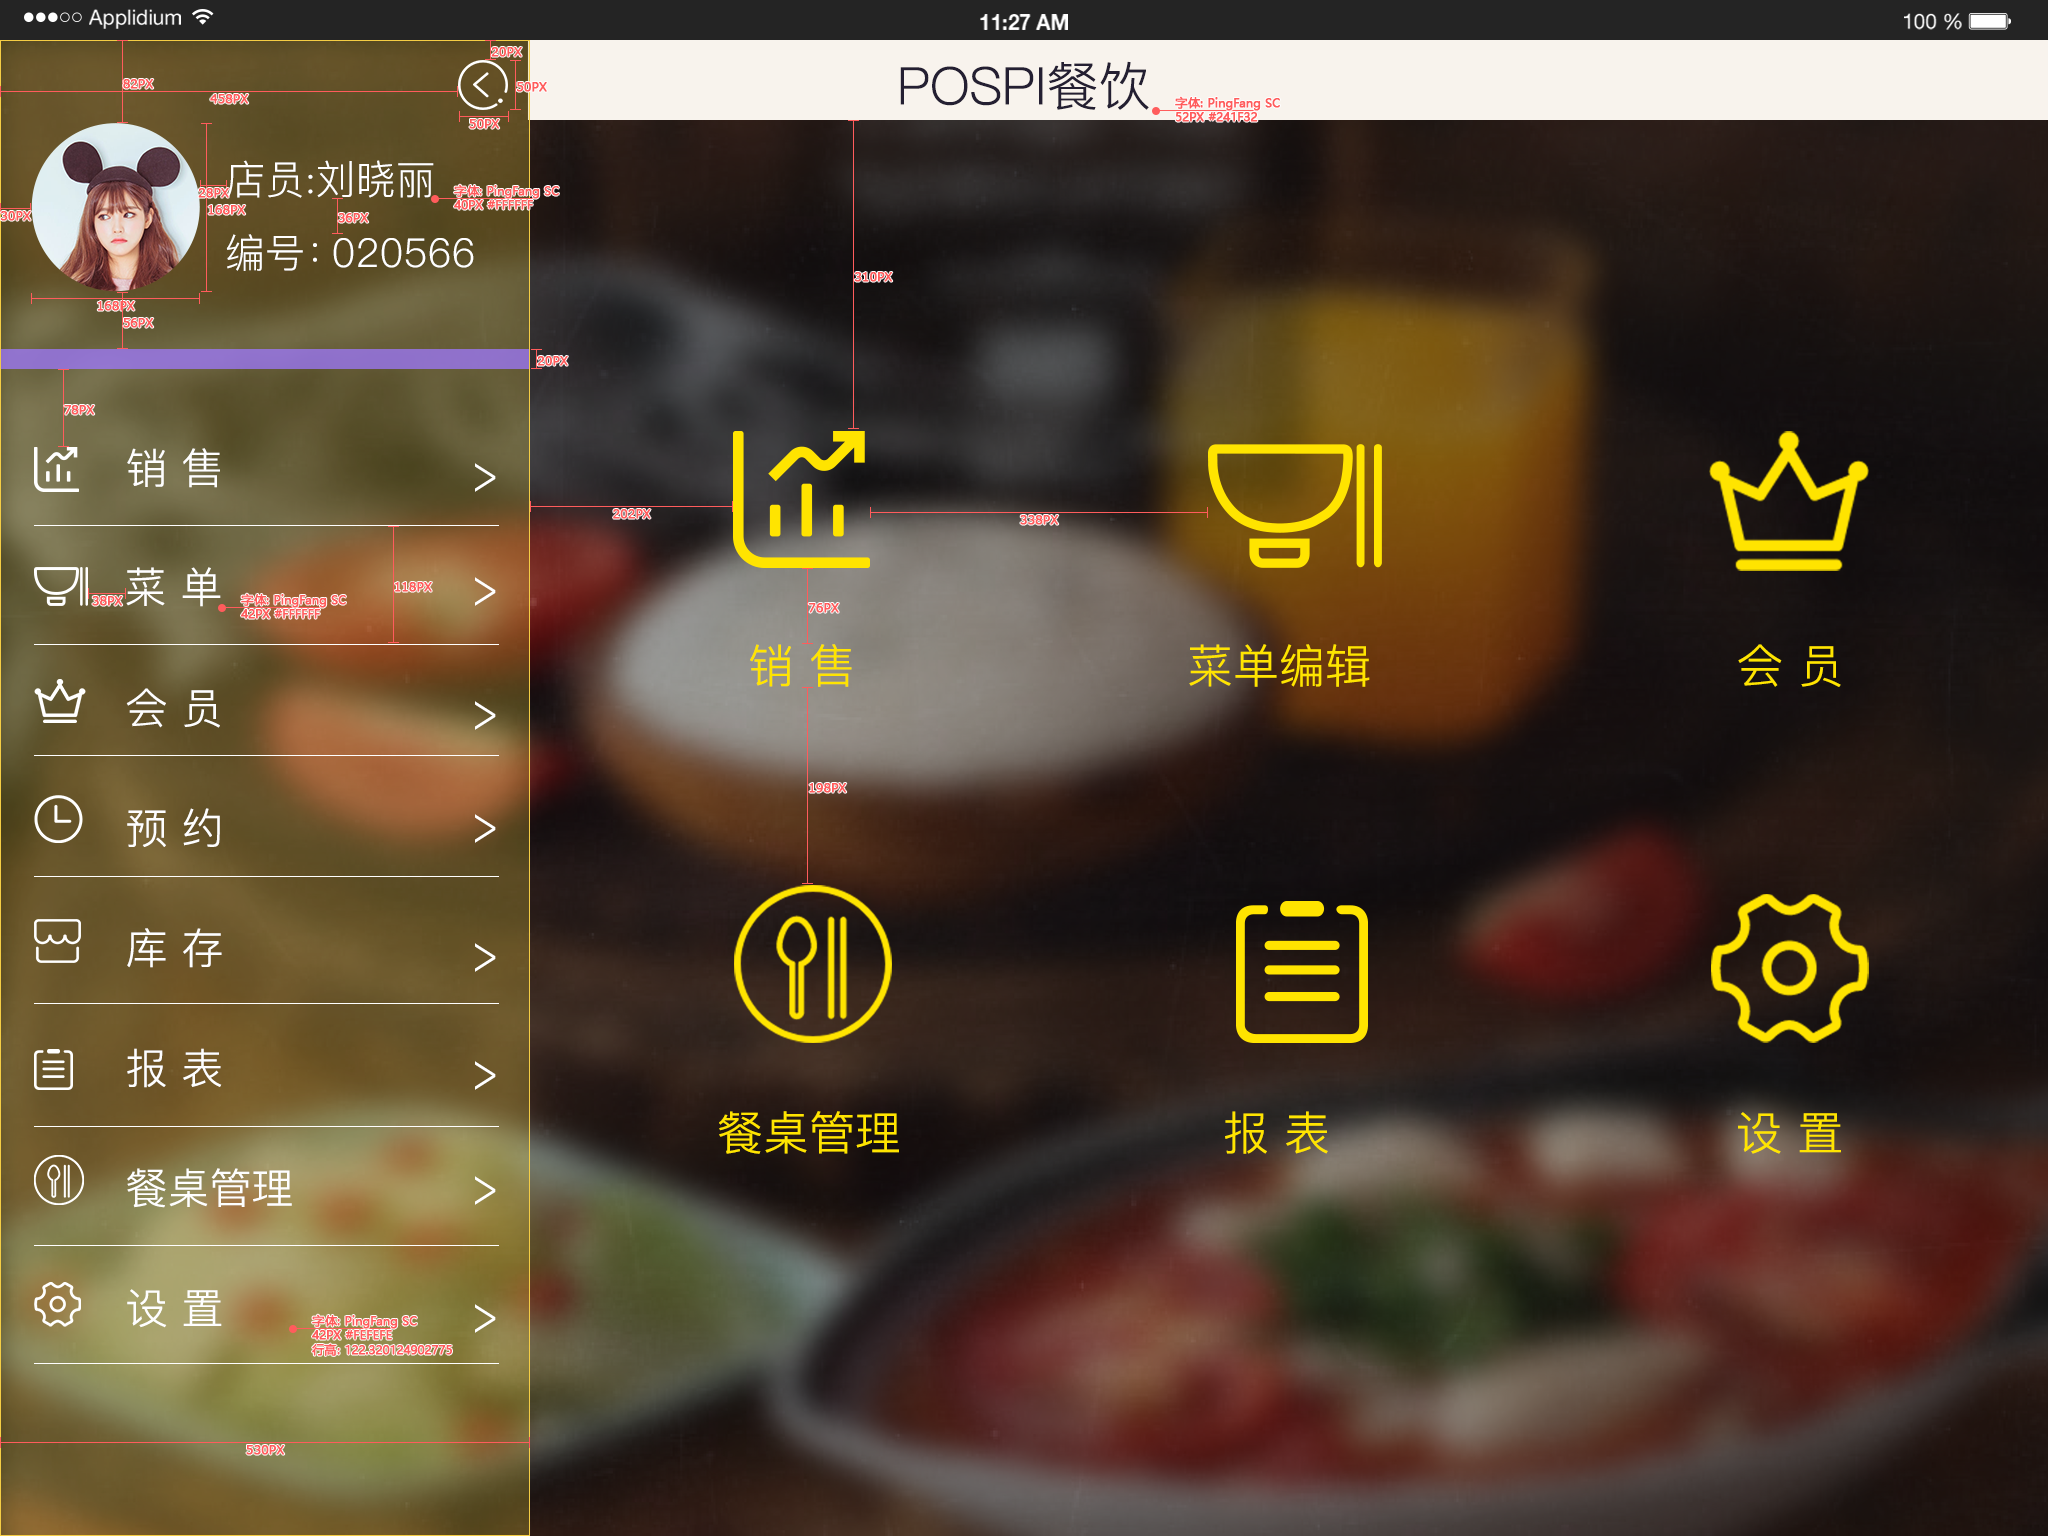 Applidium
11:27 AM
100 %
POSPI餐饮
字体: PingFang SC
52PX #241F32
20PX
82PX
458PX
50PX
50PX
店员:刘晓丽
字体: PingFang SC
40PX #FFFFFF
28PX
168PX
30PX
36PX
编号: 020566
168PX
56PX
20PX
78PX
310PX
销 售
菜 单
38PX
字体: PingFang SC
42PX #FFFFFF
118PX
会 员
预 约
库 存
报 表
餐桌管理
设 置
字体: PingFang SC
42PX #FEFEFE
行高: 122.320124902775
530PX
202PX
338PX
76PX
销 售
菜单编辑
会 员
198PX
餐桌管理
报 表
设 置